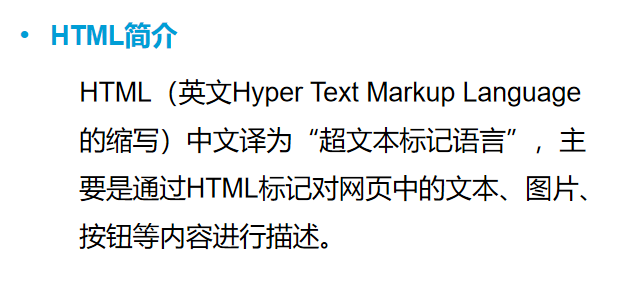 • HTML简介
HTML（英文Hyper Text Markup Language
的缩写）中文译为“超文本标记语言”，主
要是通过HTML标记对网页中的文本、图片、
按钮等内容进行描述。